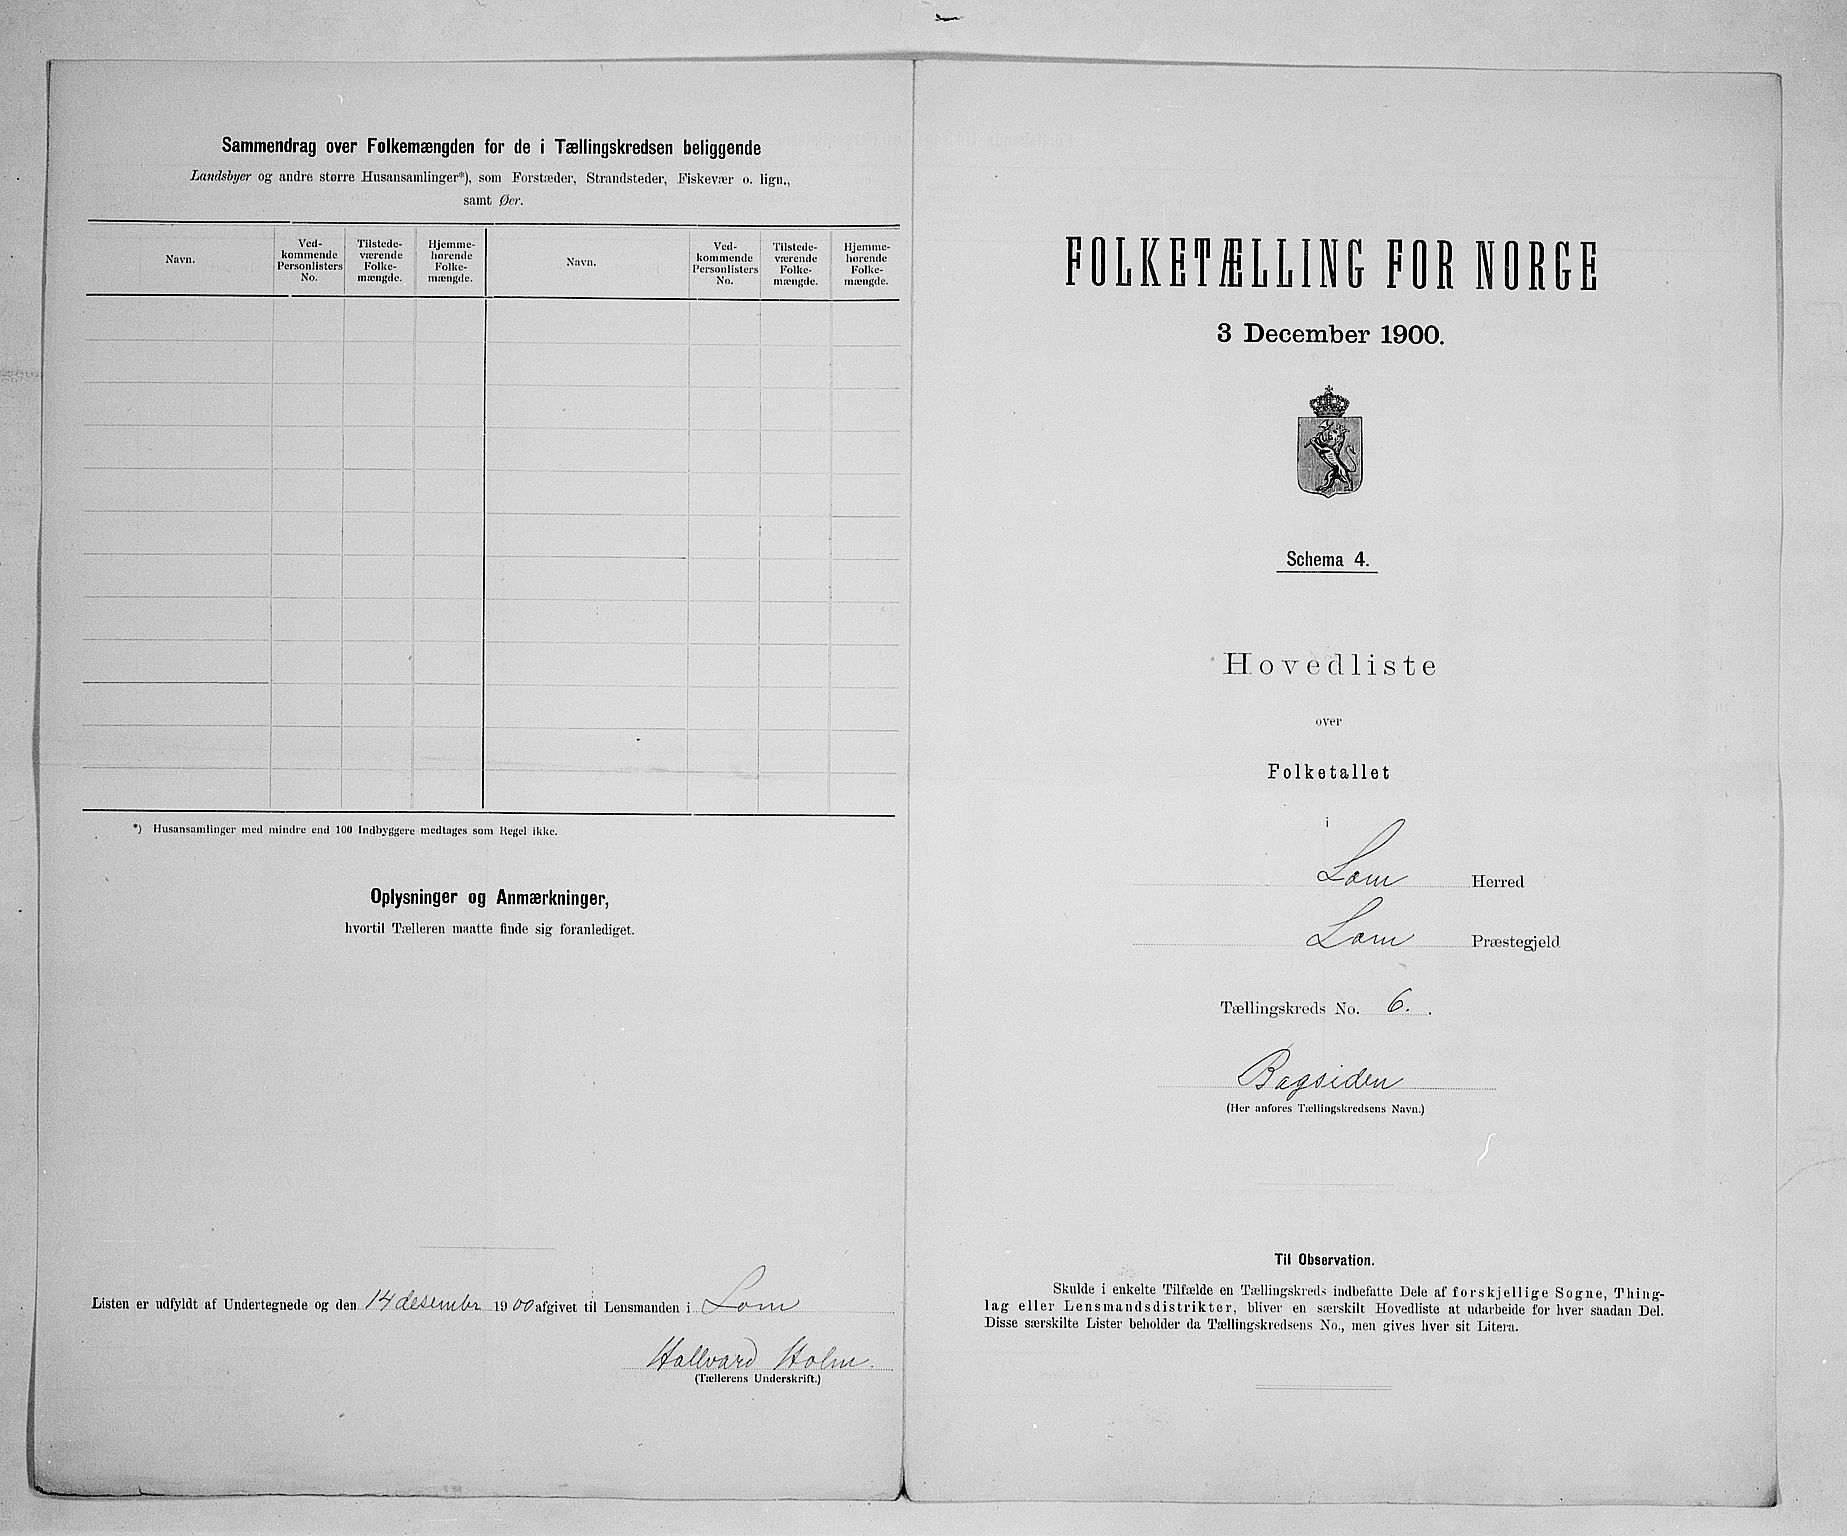 Sammendrag over Folkemængden for de i Tællingskredsen beliggende
Landsbyer og andre større Husansamlinger*), som Forstæder, Strandsteder, Fiskevær o. lign.,
samt Øer.
Navn.
Ved-
kommende
Personlisters
No.
Tilstede-
værende
Folke-
mængde.
Hjemme-
hørende
Folke-
mængde.
Navn.
Ved-
kommende
Personlisters
No.
Tilstede-
værende
Folke-
mængde.
Hjemme-
hørende
Folke-
mængde.
*) Husansamlinger med mindre end 100 Indbyggere medtages som Regel ikke.
Oplysninger og Anmærkninger,
hvortil Tælleren maatte finde sig foranlediget.
Listen er udfyldt af Undertegnede og den 14 desembr 1900 afgivet til Lensmanden i Lom
Hallvard Holm.
(Tællerens Underskrift.)
FOLKETÆLLING FOR NORGE
3 December 1900.
Schema 4.
Hovedliste
over
Folketallet
i
Lom Herred
Lom Præstegjeld
Tællingskreds No. 6. .
Bagsiden
(Her anføres Tællingskredsens Navn.)
Til Observation.
Skulde i enkelte Tilfælde en Tællingskreds indbefatte Dele af forskjellige Sogne, Thing-
lag eller Lensmandsdistrikter, bliver en særskilt Hovedliste at udarbeide for hver saadan Del.
Disse særskilte Lister beholder da Tællingskredsens No., men gives hver sit Litera.